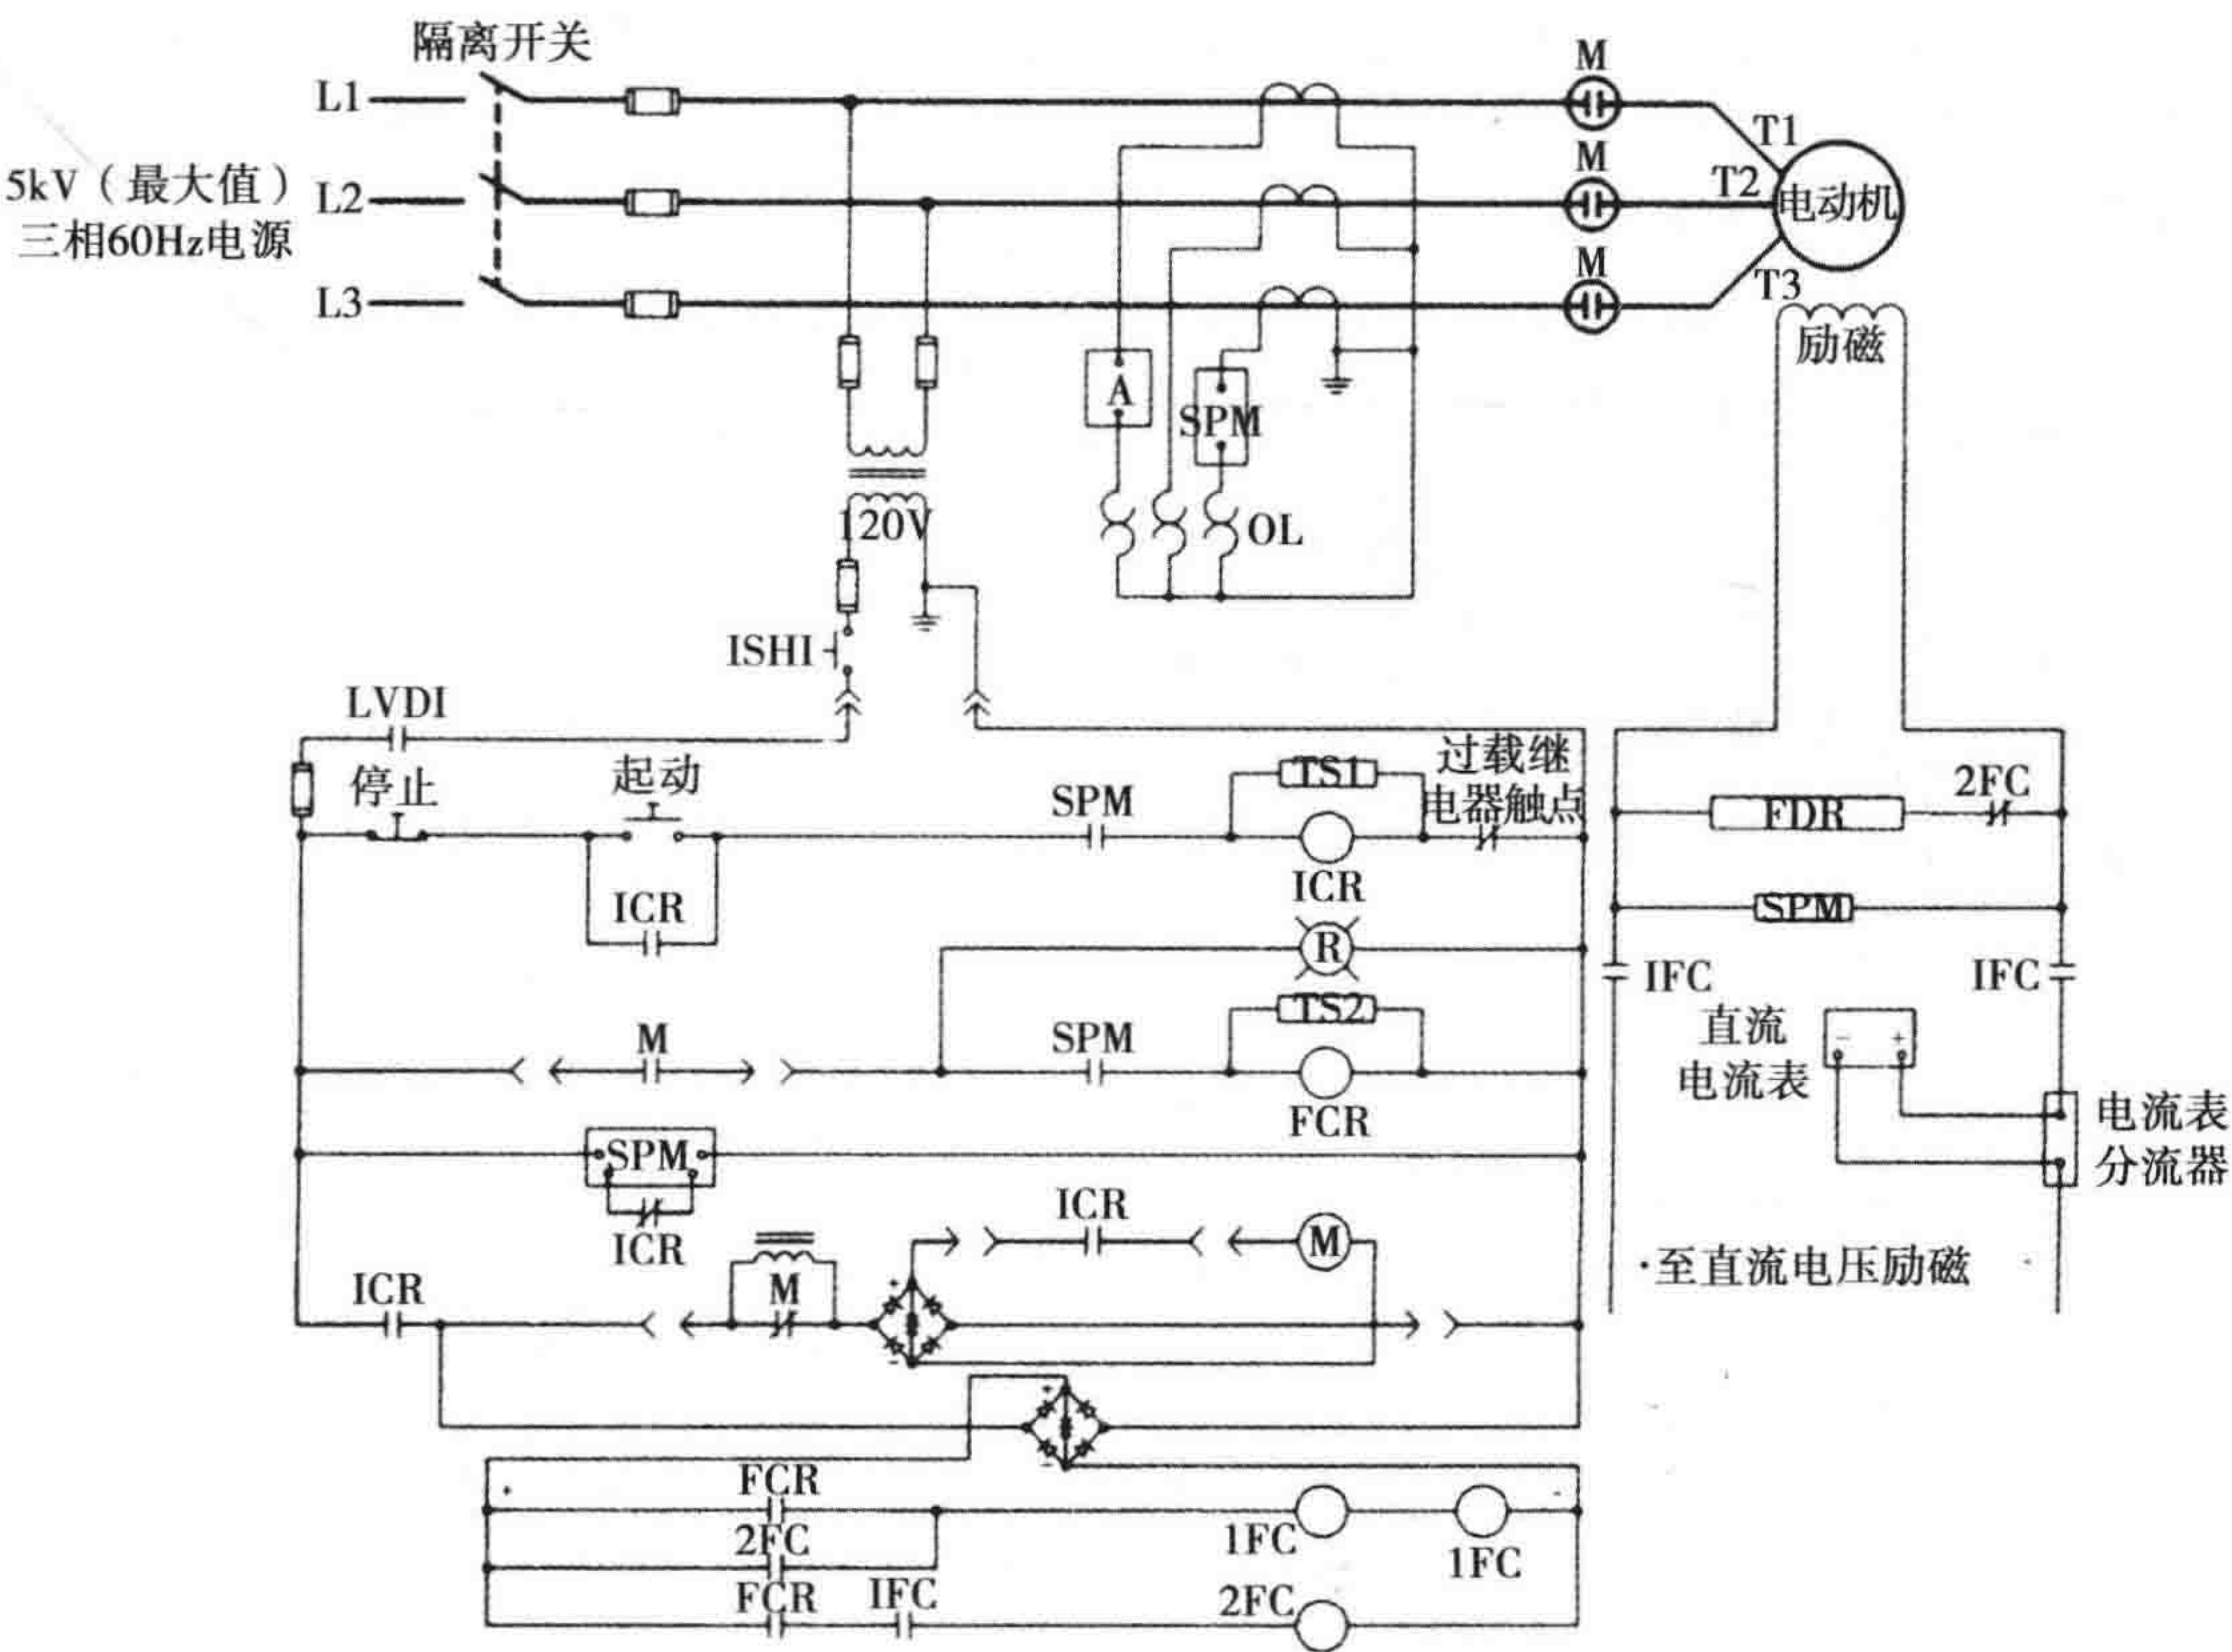 隔离开关
L1
5kV（最大值）
三相60Hz电源
L2
L3
M
M
M
T1
T2
T3
电动机
励磁
A
SPM
OL
120V
ISHI
LVDI
停止
起动
SPM
TS1
过载继
电器触点
ICR
ICR
R
M
SPM
TS2
FCR
SPM
ICR
ICR
M
ICR
M
+
-
+
-
FCR
2FC
FCR
IFC
1FC
1FC
2FC
2FC
FDR
SPM
IFC
IFC
直流
电流表
- +
电流表
分流器
·至直流电压励磁